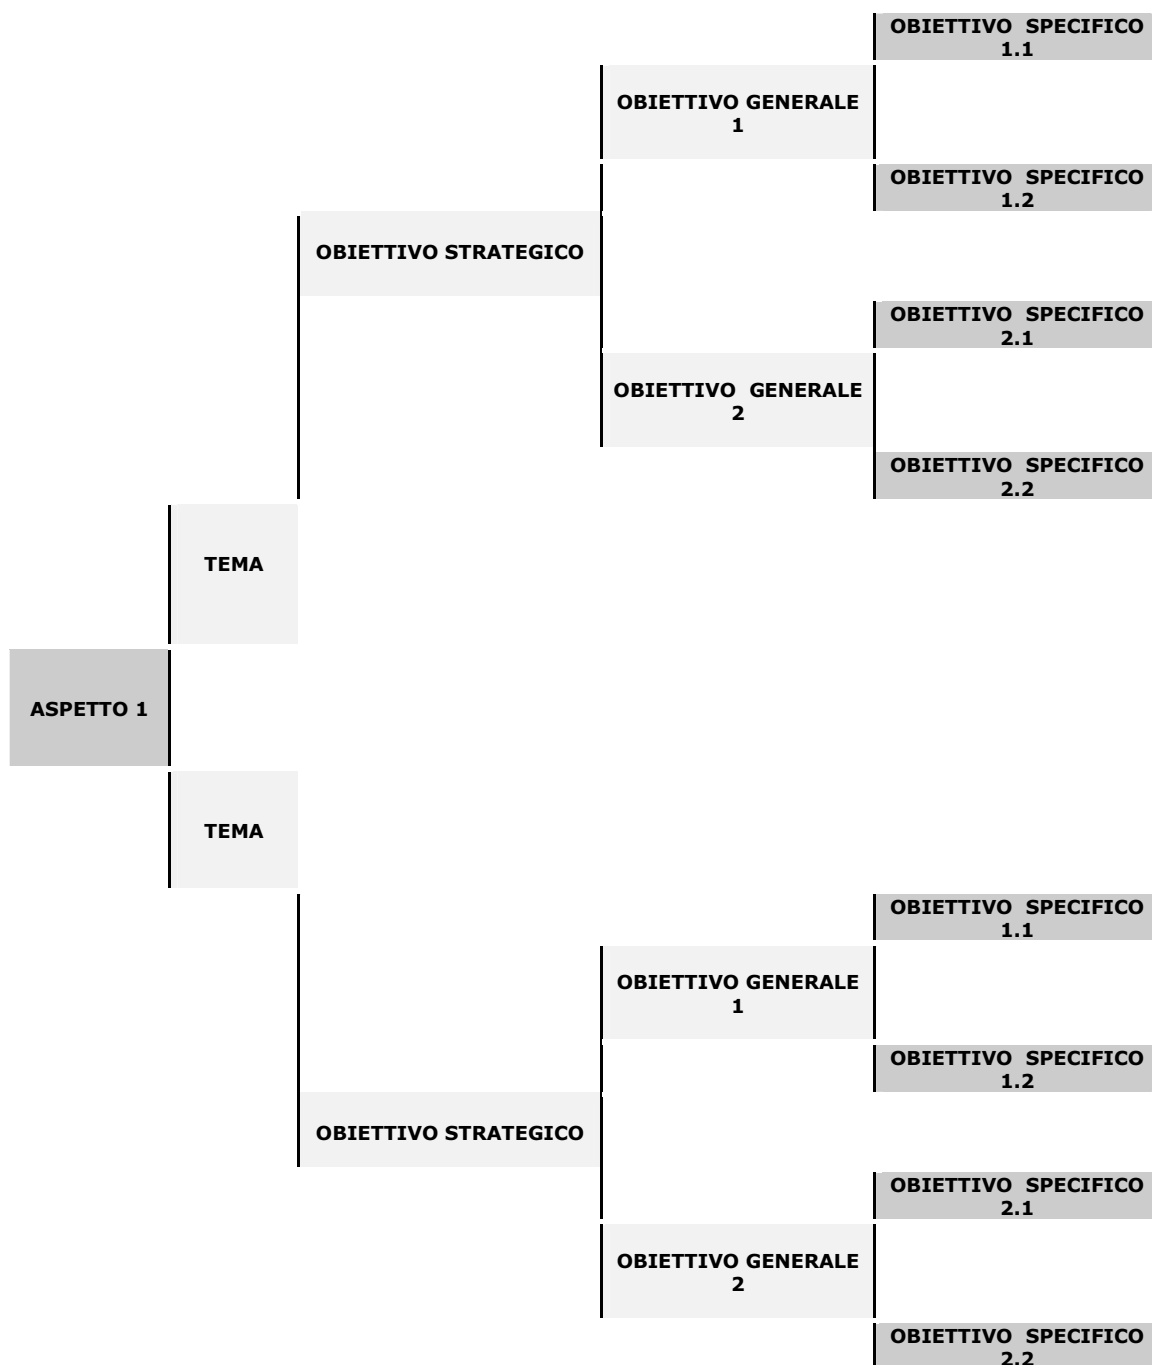 OBIETTIVO SPECIFICO
1.1
OBIETTIVO GENERALE
1
OBIETTIVO SPECIFICO
1.2
OBIETTIVO STRATEGICO
OBIETTIVO SPECIFICO
2.1
OBIETTIVO GENERALE
2
OBIETTIVO SPECIFICO
2.2
TEMA
ASPETTO 1
TEMA
OBIETTIVO SPECIFICO
1.1
OBIETTIVO GENERALE
1
OBIETTIVO SPECIFICO
1.2
OBIETTIVO STRATEGICO
OBIETTIVO SPECIFICO
2.1
OBIETTIVO GENERALE
2
OBIETTIVO SPECIFICO
2.2